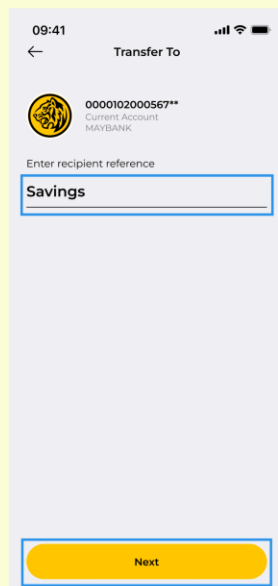 09:41
Transfer To
0000102000567**
Current Account
MAYBANK
Enter recipient reference
Savings
Next